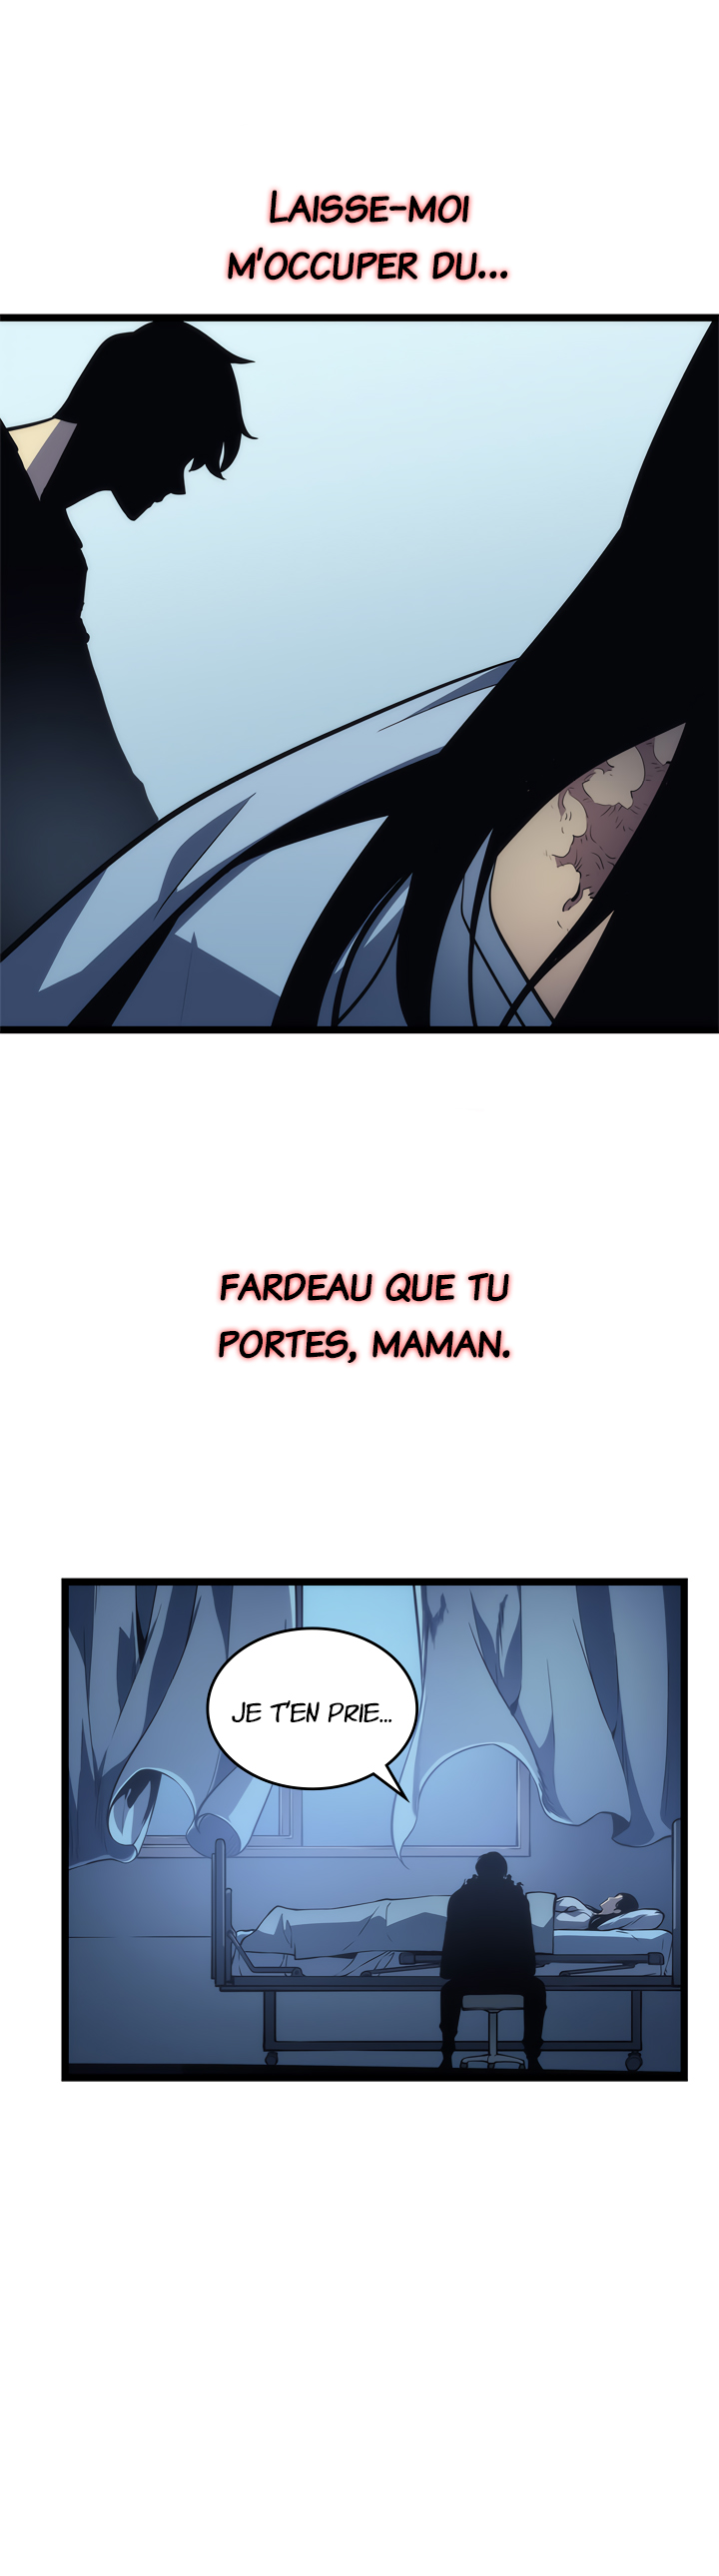 LAISSE-MOI
M'OCCUPER DU...
FARDEAU QUE TU
PORTES, MAMAN.
JE T'EN PRIE...